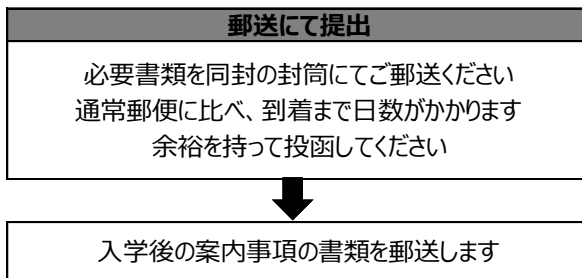 郵送にて提出
必要書類を同封の封筒にてご郵送ください
通常郵便に比べ、到着まで日数がかかります
余裕を持って投函してください
入学後の案内事項の書類を郵送します